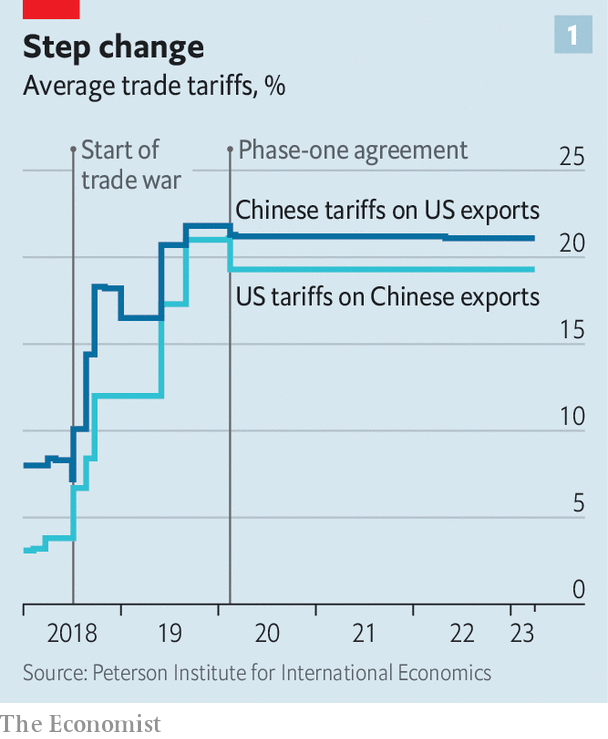 Step change
1
Average trade tariffs, %
Start of
trade war
Phase-one agreement
25
Chinese tariffs on US exports
20
US tariffs on Chinese exports
15
10
5
0
2018
19
20
21
22
23
Source: Peterson Institute for International Economics
The Economist